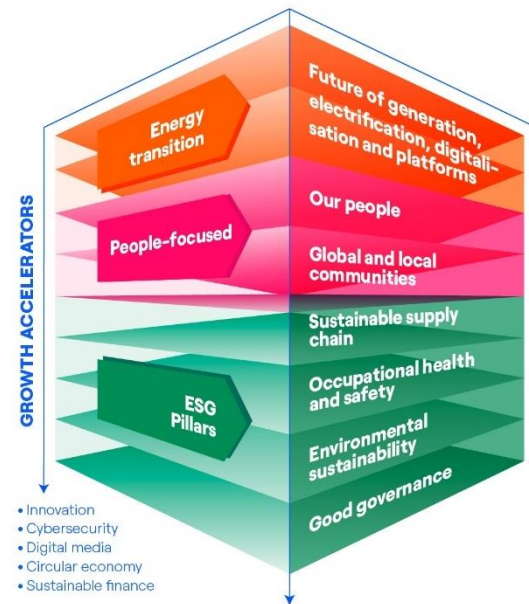 Energy
transition
Future of generation,
electrification, digitali-
sation and platforms
People-focused
Our people
Global and local
communities
ESG
Pillars
Sustainable supply
chain
Occupational health
and safety
Environmental
sustainability
Good governance
GROWTH ACCELERATORS
• Innovation
• Cybersecurity
• Digital media
• Circular economy
• Sustainable finance